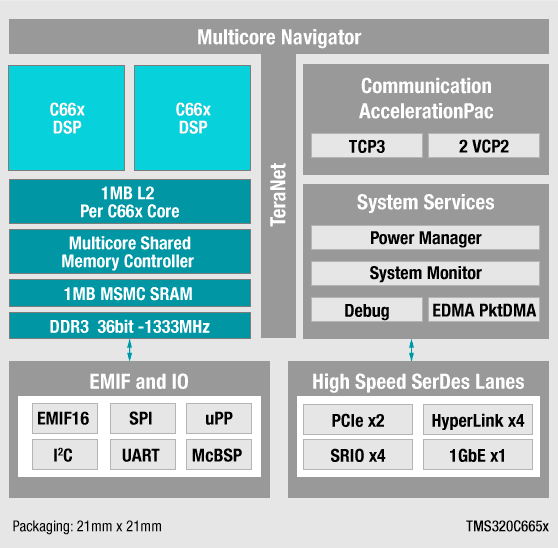 Multicore Navigator
C66x
DSP
C66x
DSP
1MB L2
Per C66x Core
Multicore Shared
Memory Controller
1MB MSMC SRAM
DDR3 36bit -1333MHz
TeraNet
Communication
AccelerationPac
TCP3
2 VCP2
System Services
Power Manager
System Monitor
Debug
EDMA PktDMA
EMIF and IO
EMIF16
SPI
uPP
I²C
UART
McBSP
High Speed SerDes Lanes
PCIe x2
HyperLink x4
SRIO x4
1GbE x1
Packaging: 21mm x 21mm
TMS320C665x